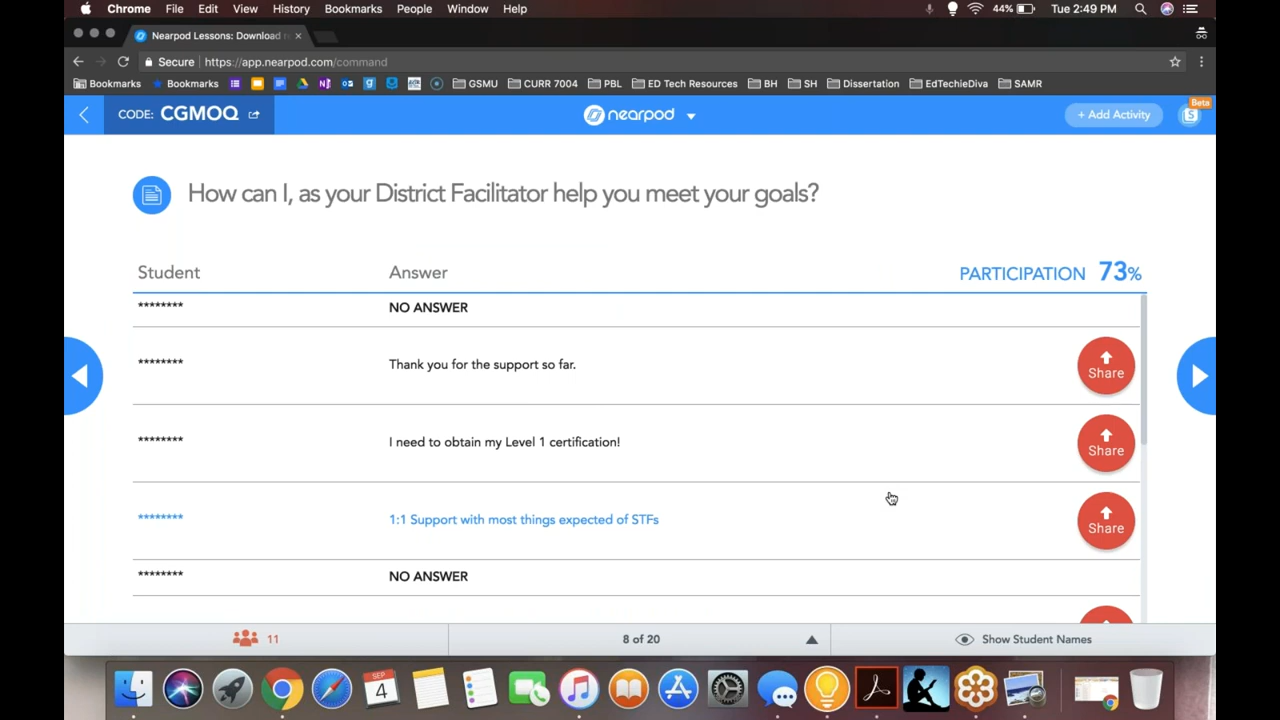 Chrome File Edit View History Bookmarks People Window Help 44% Tue 2:49 PM
Nearpod Lessons: Download
Secure https://app.nearpod.com/command
Bookmarks Bookmarks GSMU CURR 7004 PBL ED Tech Resources BH SH Dissertation EdTechieDiva SAMR
CODE: CGMOQ nearpod + Add Activity Beta S
How can I, as your District Facilitator help you meet your goals?
Student Answer PARTICIPATION 73%
******** NO ANSWER
******** Thank you for the support so far. Share
******** I need to obtain my Level 1 certification! Share
******** 1:1 Support with most things expected of STFs Share
******** NO ANSWER
11 8 of 20 Show Student Names
SEP
4